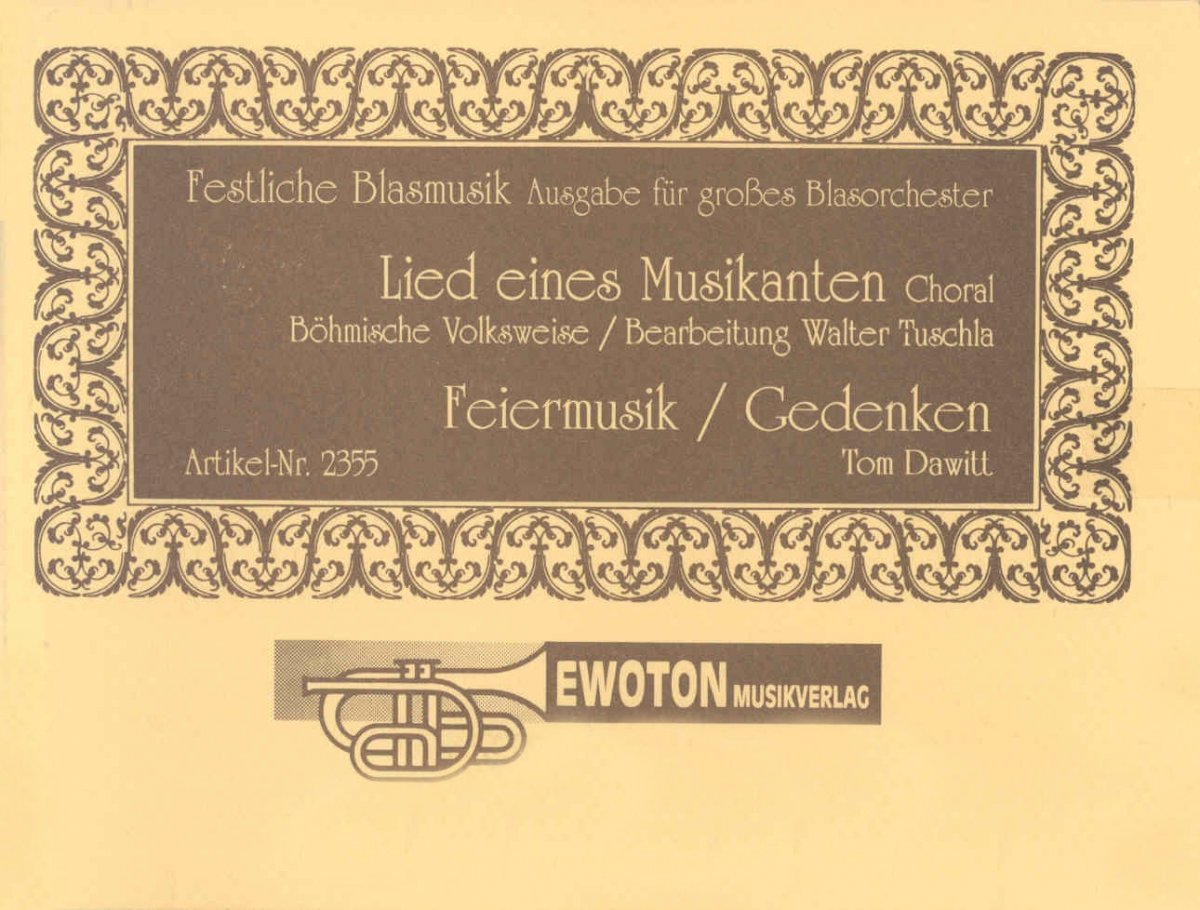 Festliche Blasmusik Ausgabe für großes Blasorchester
Lied eines Musikanten Choral
Böhmische Volksweise / Bearbeitung Walter Tuschla
Feiermusik / Gedenken
Artikel-Nr. 2355 Tom Dawitt
EWOTON MUSIKVERLAG